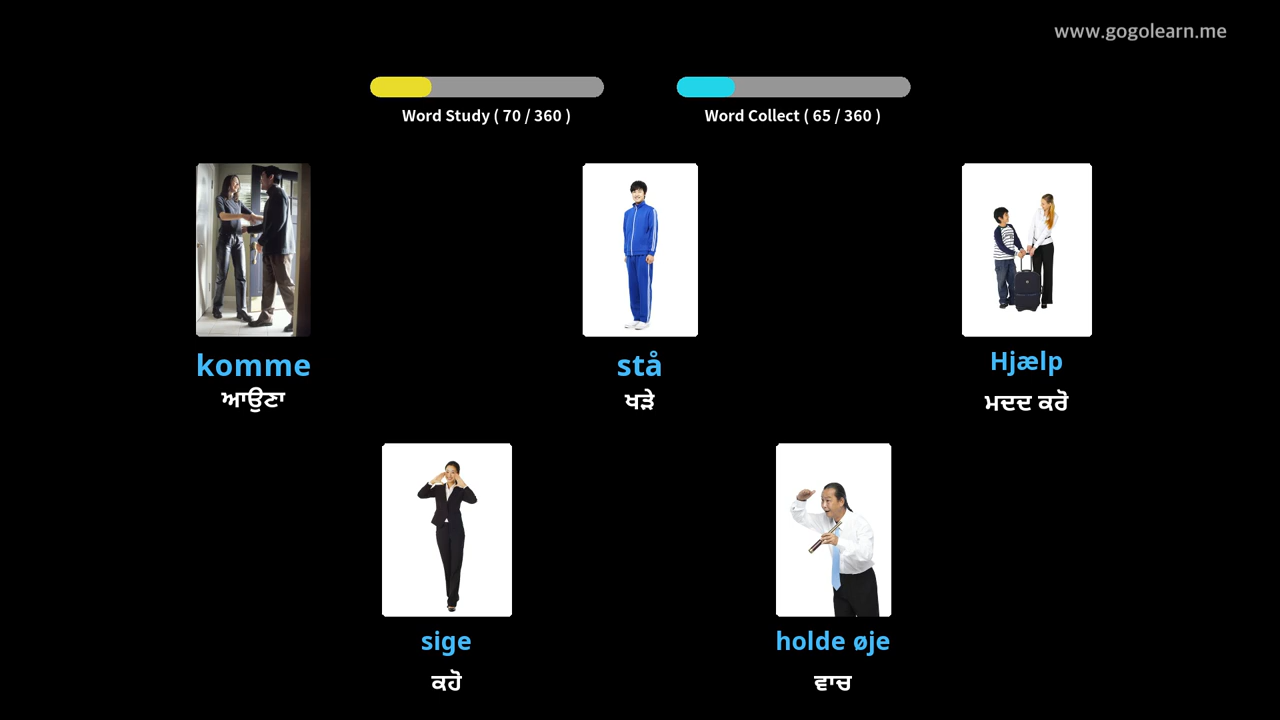 www.gogolearn.me
Word Study ( 70 / 360 )
Word Collect ( 65 / 360 )
komme
ਆਉਣਾ
stå
ਖੜੇ
Hjælp
ਮਦਦ ਕਰੋ
sige
ਕਹੋ
holde øje
ਵਾਚ